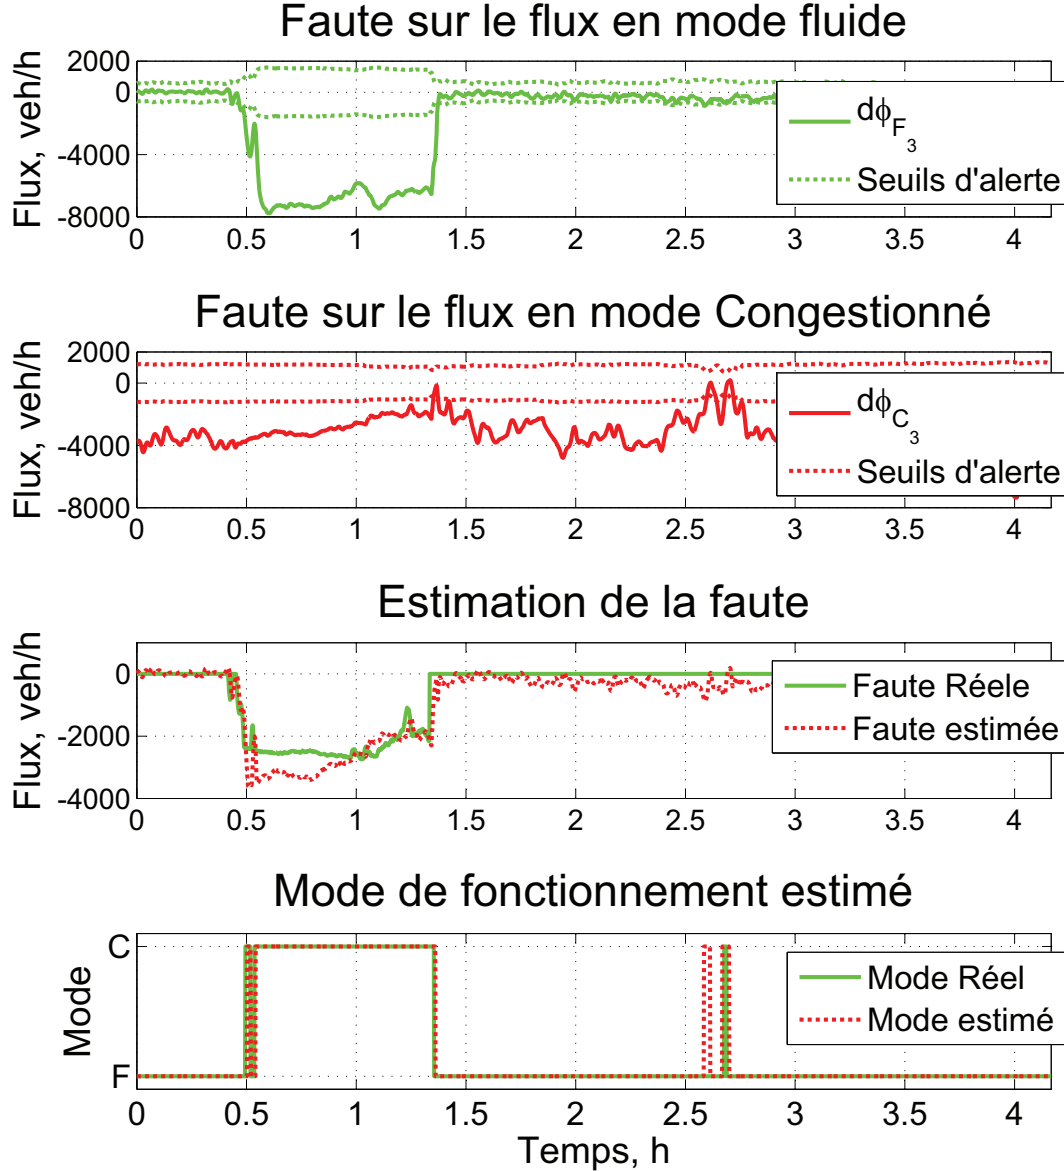 Faute sur le flux en mode fluide
Flux, veh/h
2000
0
-4000
-8000
dϕF3
Seuils d'alerte
0 0.5 1 1.5 2 2.5 3 3.5 4
Faute sur le flux en mode Congestionné
Flux, veh/h
2000
0
-4000
-8000
dϕC3
Seuils d'alerte
0 0.5 1 1.5 2 2.5 3 3.5 4
Estimation de la faute
Flux, veh/h
0
-2000
-4000
Faute Réele
Faute estimée
0 0.5 1 1.5 2 2.5 3 3.5 4
Mode de fonctionnement estimé
Mode
C
F
Mode Réel
Mode estimé
0 0.5 1 1.5 2 2.5 3 3.5 4
Temps, h